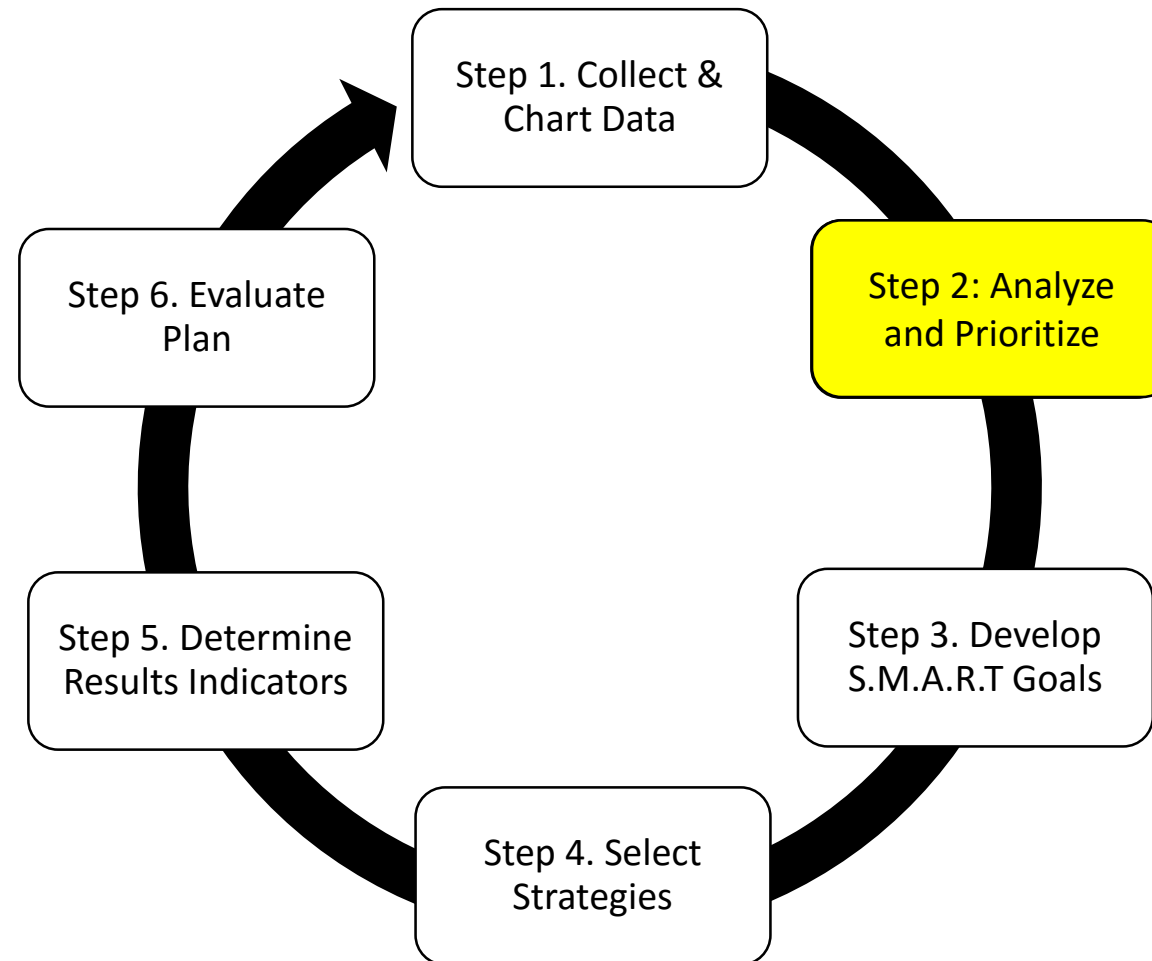 Step 1. Collect &
Chart Data
Step 2: Analyze
and Prioritize
Step 3. Develop
S.M.A.R.T Goals
Step 4. Select
Strategies
Step 5. Determine
Results Indicators
Step 6. Evaluate
Plan